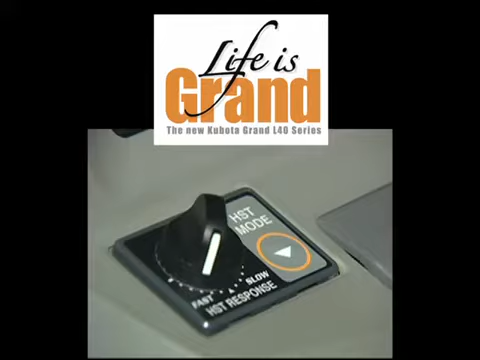 Life is
Grand
The new Kubota Grand L40 Series
HST
MODE
FAST
SLOW
HST RESPONSE